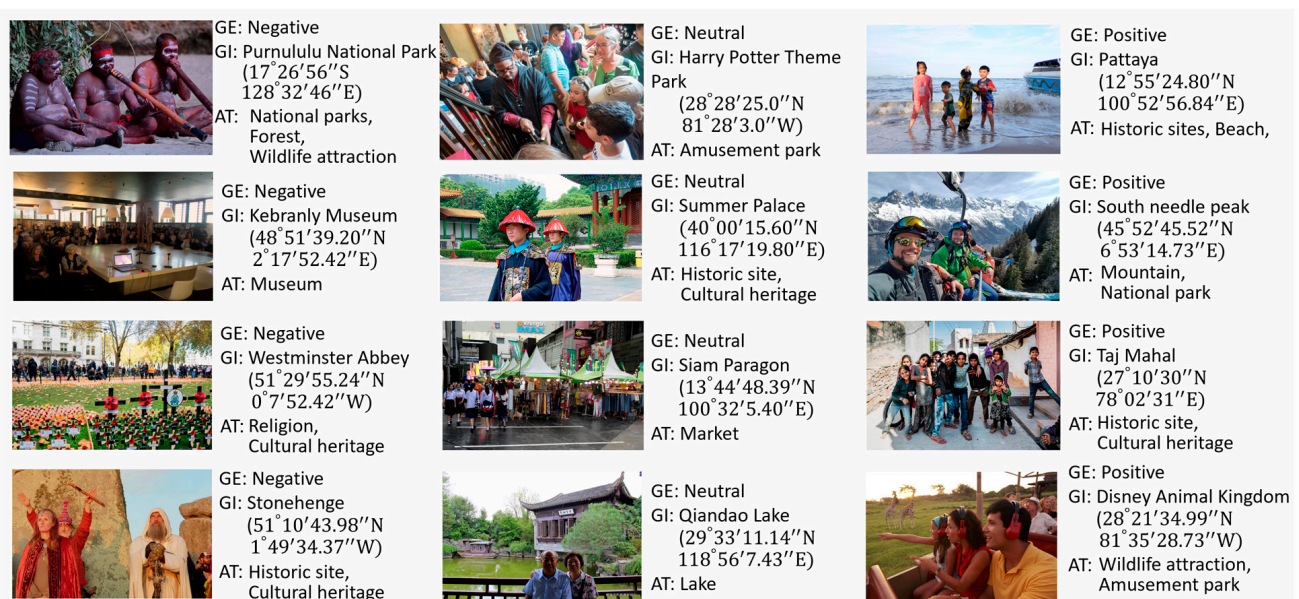 GE: Negative
GI: Purnululu National Park
(17°26′56′′S
128°32′46′′E)
AT: National parks,
Forest,
Wildlife attraction
GE: Neutral
GI: Harry Potter Theme
Park
(28°28′25.0′′N
81°28′3.0′′W)
AT: Amusement park
GE: Positive
GI: Pattaya
(12°55′24.80′′N
100°52′56.84′′E)
AT: Historic sites, Beach,
GE: Negative
GI: Kebranly Museum
(48°51′39.20′′N
2°17′52.42′′E)
AT: Museum
GE: Neutral
GI: Summer Palace
(40°00′15.60′′N
116°17′19.80′′E)
AT: Historic site,
Cultural heritage
GE: Positive
GI: South needle peak
(45°52′45.52′′N
6°53′14.73′′E)
AT: Mountain,
National park
GE: Negative
GI: Westminster Abbey
(51°29′55.24′′N
0°7′52.42′′W)
AT: Religion,
Cultural heritage
GE: Neutral
GI: Siam Paragon
(13°44′48.39′′N
100°32′5.40′′E)
AT: Market
GE: Positive
GI: Taj Mahal
(27°10′30′′N
78°02′31′′E)
AT: Historic site,
Cultural heritage
GE: Negative
GI: Stonehenge
(51°10′43.98′′N
1°49′34.37′′W)
AT: Historic site,
Cultural heritage
GE: Neutral
GI: Qiandao Lake
(29°33′11.14′′N
118°56′7.43′′E)
AT: Lake
GE: Positive
GI: Disney Animal Kingdom
(28°21′34.99′′N
81°35′28.73′′W)
AT: Wildlife attraction,
Amusement park